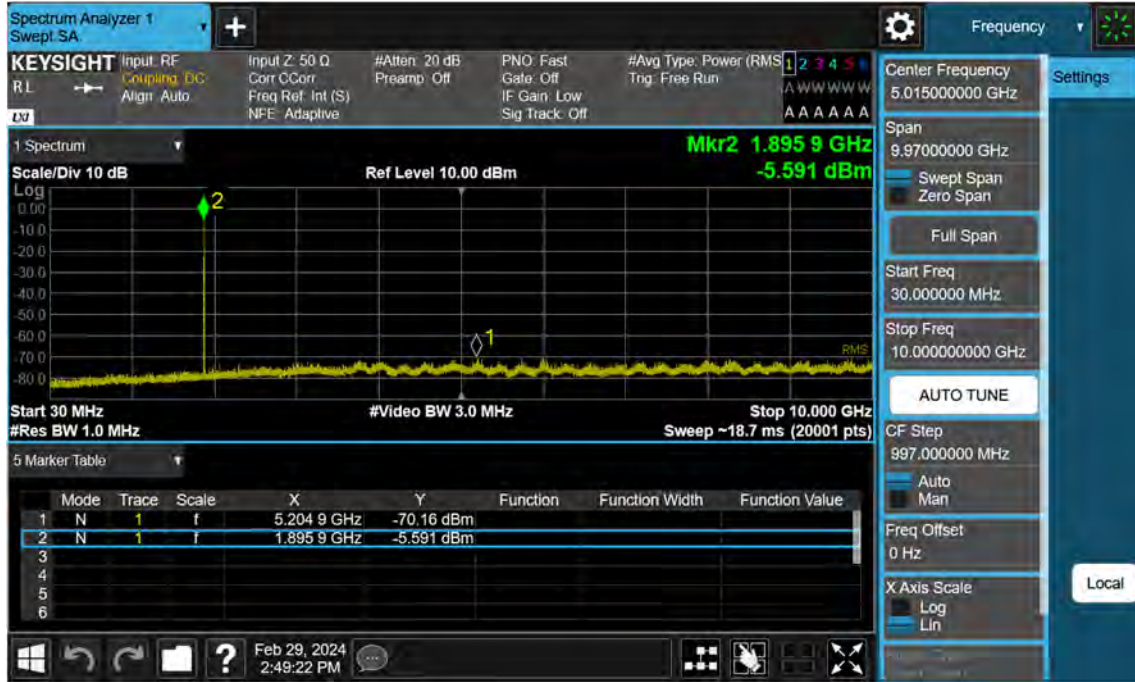 Spectrum Analyzer 1
Swept SA
+
Frequency
KEYSIGHT
RL
LXI
Input: RF
Coupling: DC
Align: Auto
Input Z: 50 Ω
Corr CCorr
Freq Ref: Int (S)
NFE: Adaptive
#Atten: 20 dB
Preamp: Off
PNO: Fast
Gate: Off
IF Gain: Low
Sig Track: Off
#Avg Type: Power (RMS
Trig: Free Run
1 2 3 4 5 6
A W W W W W
A A A A A A
1 Spectrum
Scale/Div 10 dB
Ref Level 10.00 dBm
Mkr2 1.895 9 GHz
-5.591 dBm
Log
0.00
-10.0
-20.0
-30.0
-40.0
-50.0
-60.0
-70.0
-80.0
2
1
RMS
Start 30 MHz
#Video BW 3.0 MHz
Stop 10.000 GHz
#Res BW 1.0 MHz
Sweep ~18.7 ms (20001 pts)
5 Marker Table
Mode Trace Scale X Y Function Function Width Function Value
1 N 1 f 5.204 9 GHz -70.16 dBm
2 N 1 f 1.895 9 GHz -5.591 dBm
3
4
5
6
?
Feb 29, 2024
2:49:22 PM
Center Frequency
5.015000000 GHz
Settings
Span
9.97000000 GHz
Swept Span
Zero Span
Full Span
Start Freq
30.000000 MHz
Stop Freq
10.000000000 GHz
AUTO TUNE
CF Step
997.000000 MHz
Auto
Man
Freq Offset
0 Hz
X Axis Scale
Log
Lin
Local